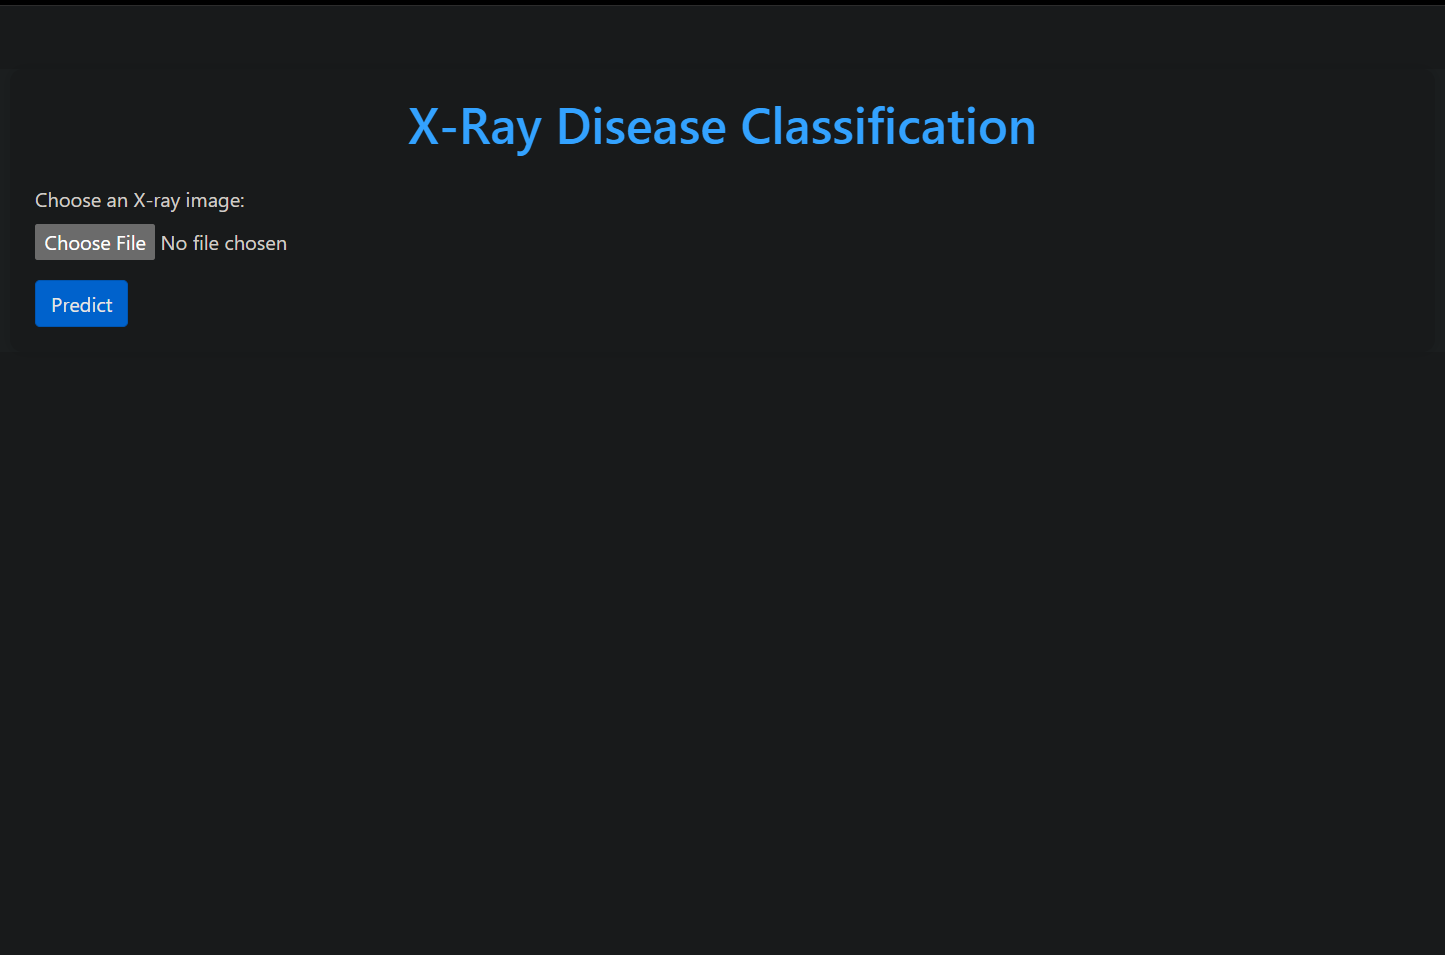 X-Ray Disease Classification
Choose an X-ray image:
Choose File No file chosen
Predict